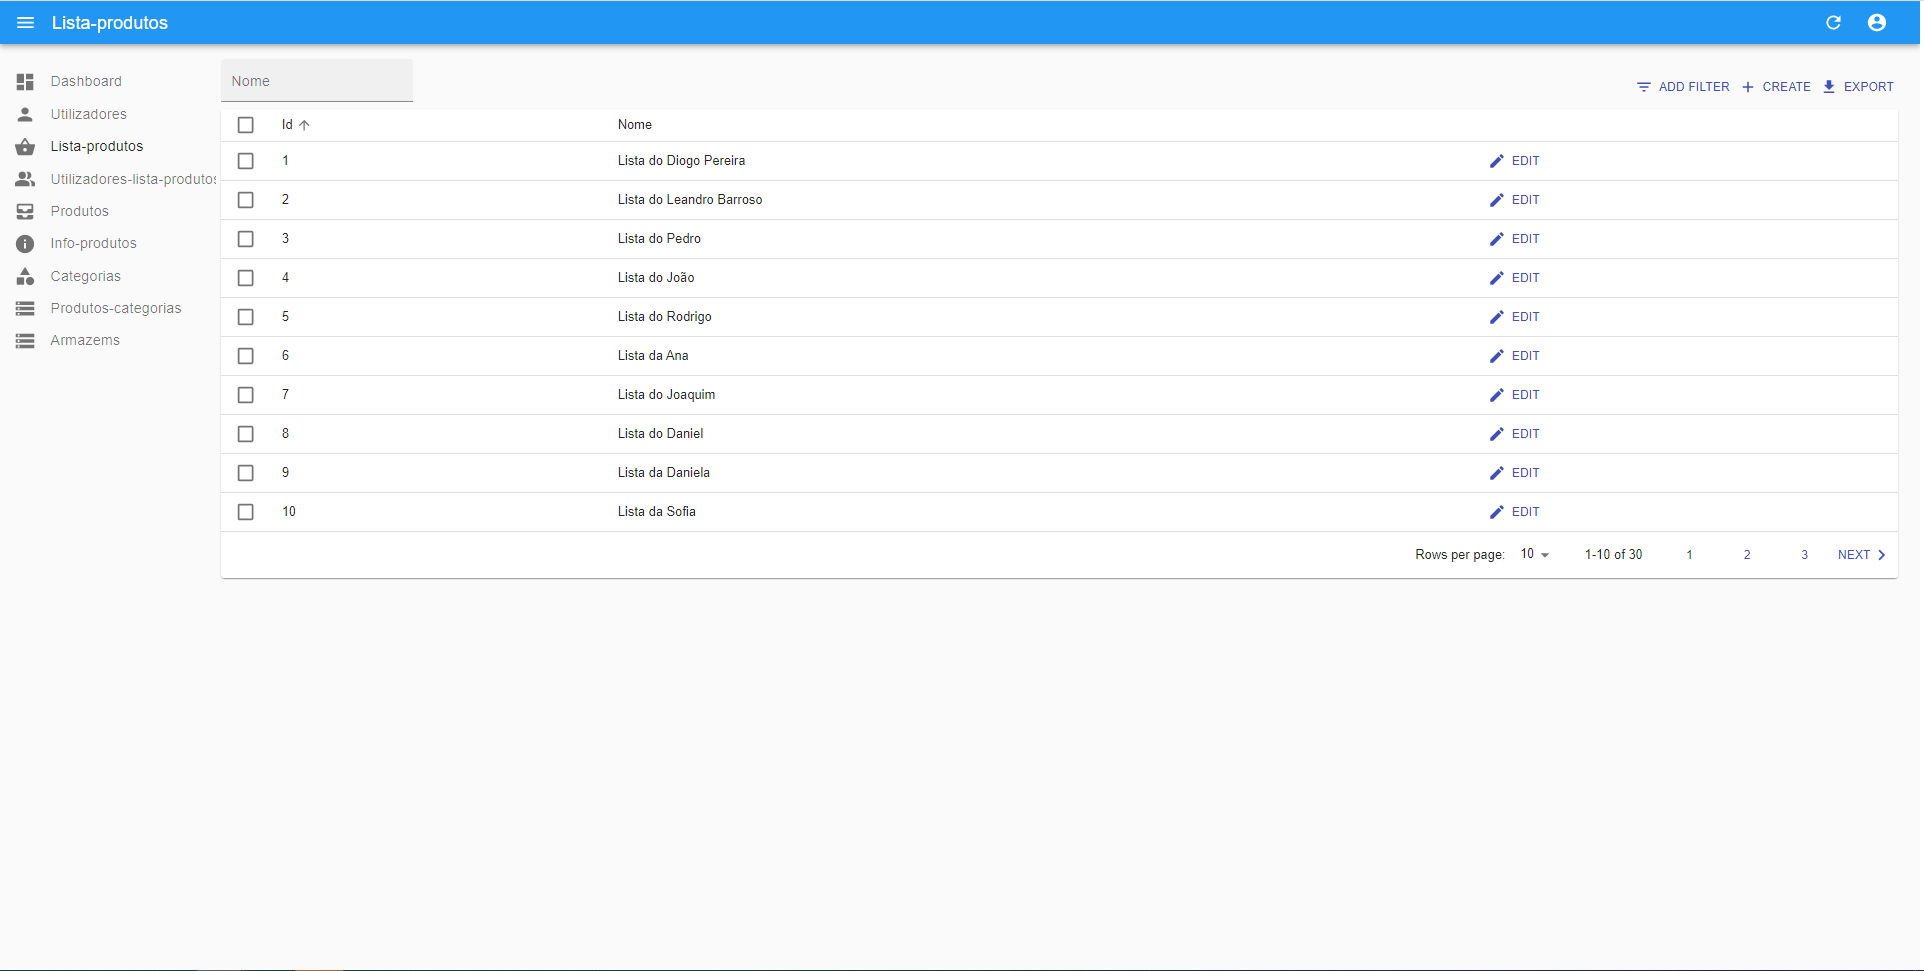 Lista-produtos
Dashboard
Utilizadores
Lista-produtos
Utilizadores-lista-produtos
Produtos
Info-produtos
Categorias
Produtos-categorias
Armazems
Nome
ADD FILTER CREATE EXPORT
Id Nome
1 Lista do Diogo Pereira EDIT
2 Lista do Leandro Barroso EDIT
3 Lista do Pedro EDIT
4 Lista do João EDIT
5 Lista do Rodrigo EDIT
6 Lista da Ana EDIT
7 Lista do Joaquim EDIT
8 Lista do Daniel EDIT
9 Lista da Daniela EDIT
10 Lista da Sofia EDIT
Rows per page: 10 1-10 of 30 1 2 3 NEXT